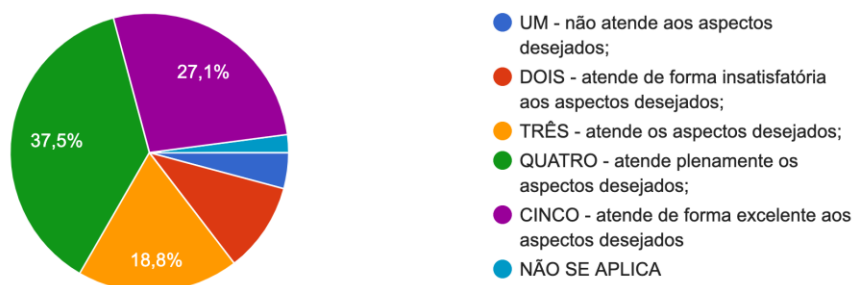 27,1%
37,5%
18,8%
UM - não atende aos aspectos
desejados;
DOIS - atende de forma insatisfatória
aos aspectos desejados;
TRÊS - atende os aspectos desejados;
QUATRO - atende plenamente os
aspectos desejados;
CINCO - atende de forma excelente aos
aspectos desejados
NÃO SE APLICA